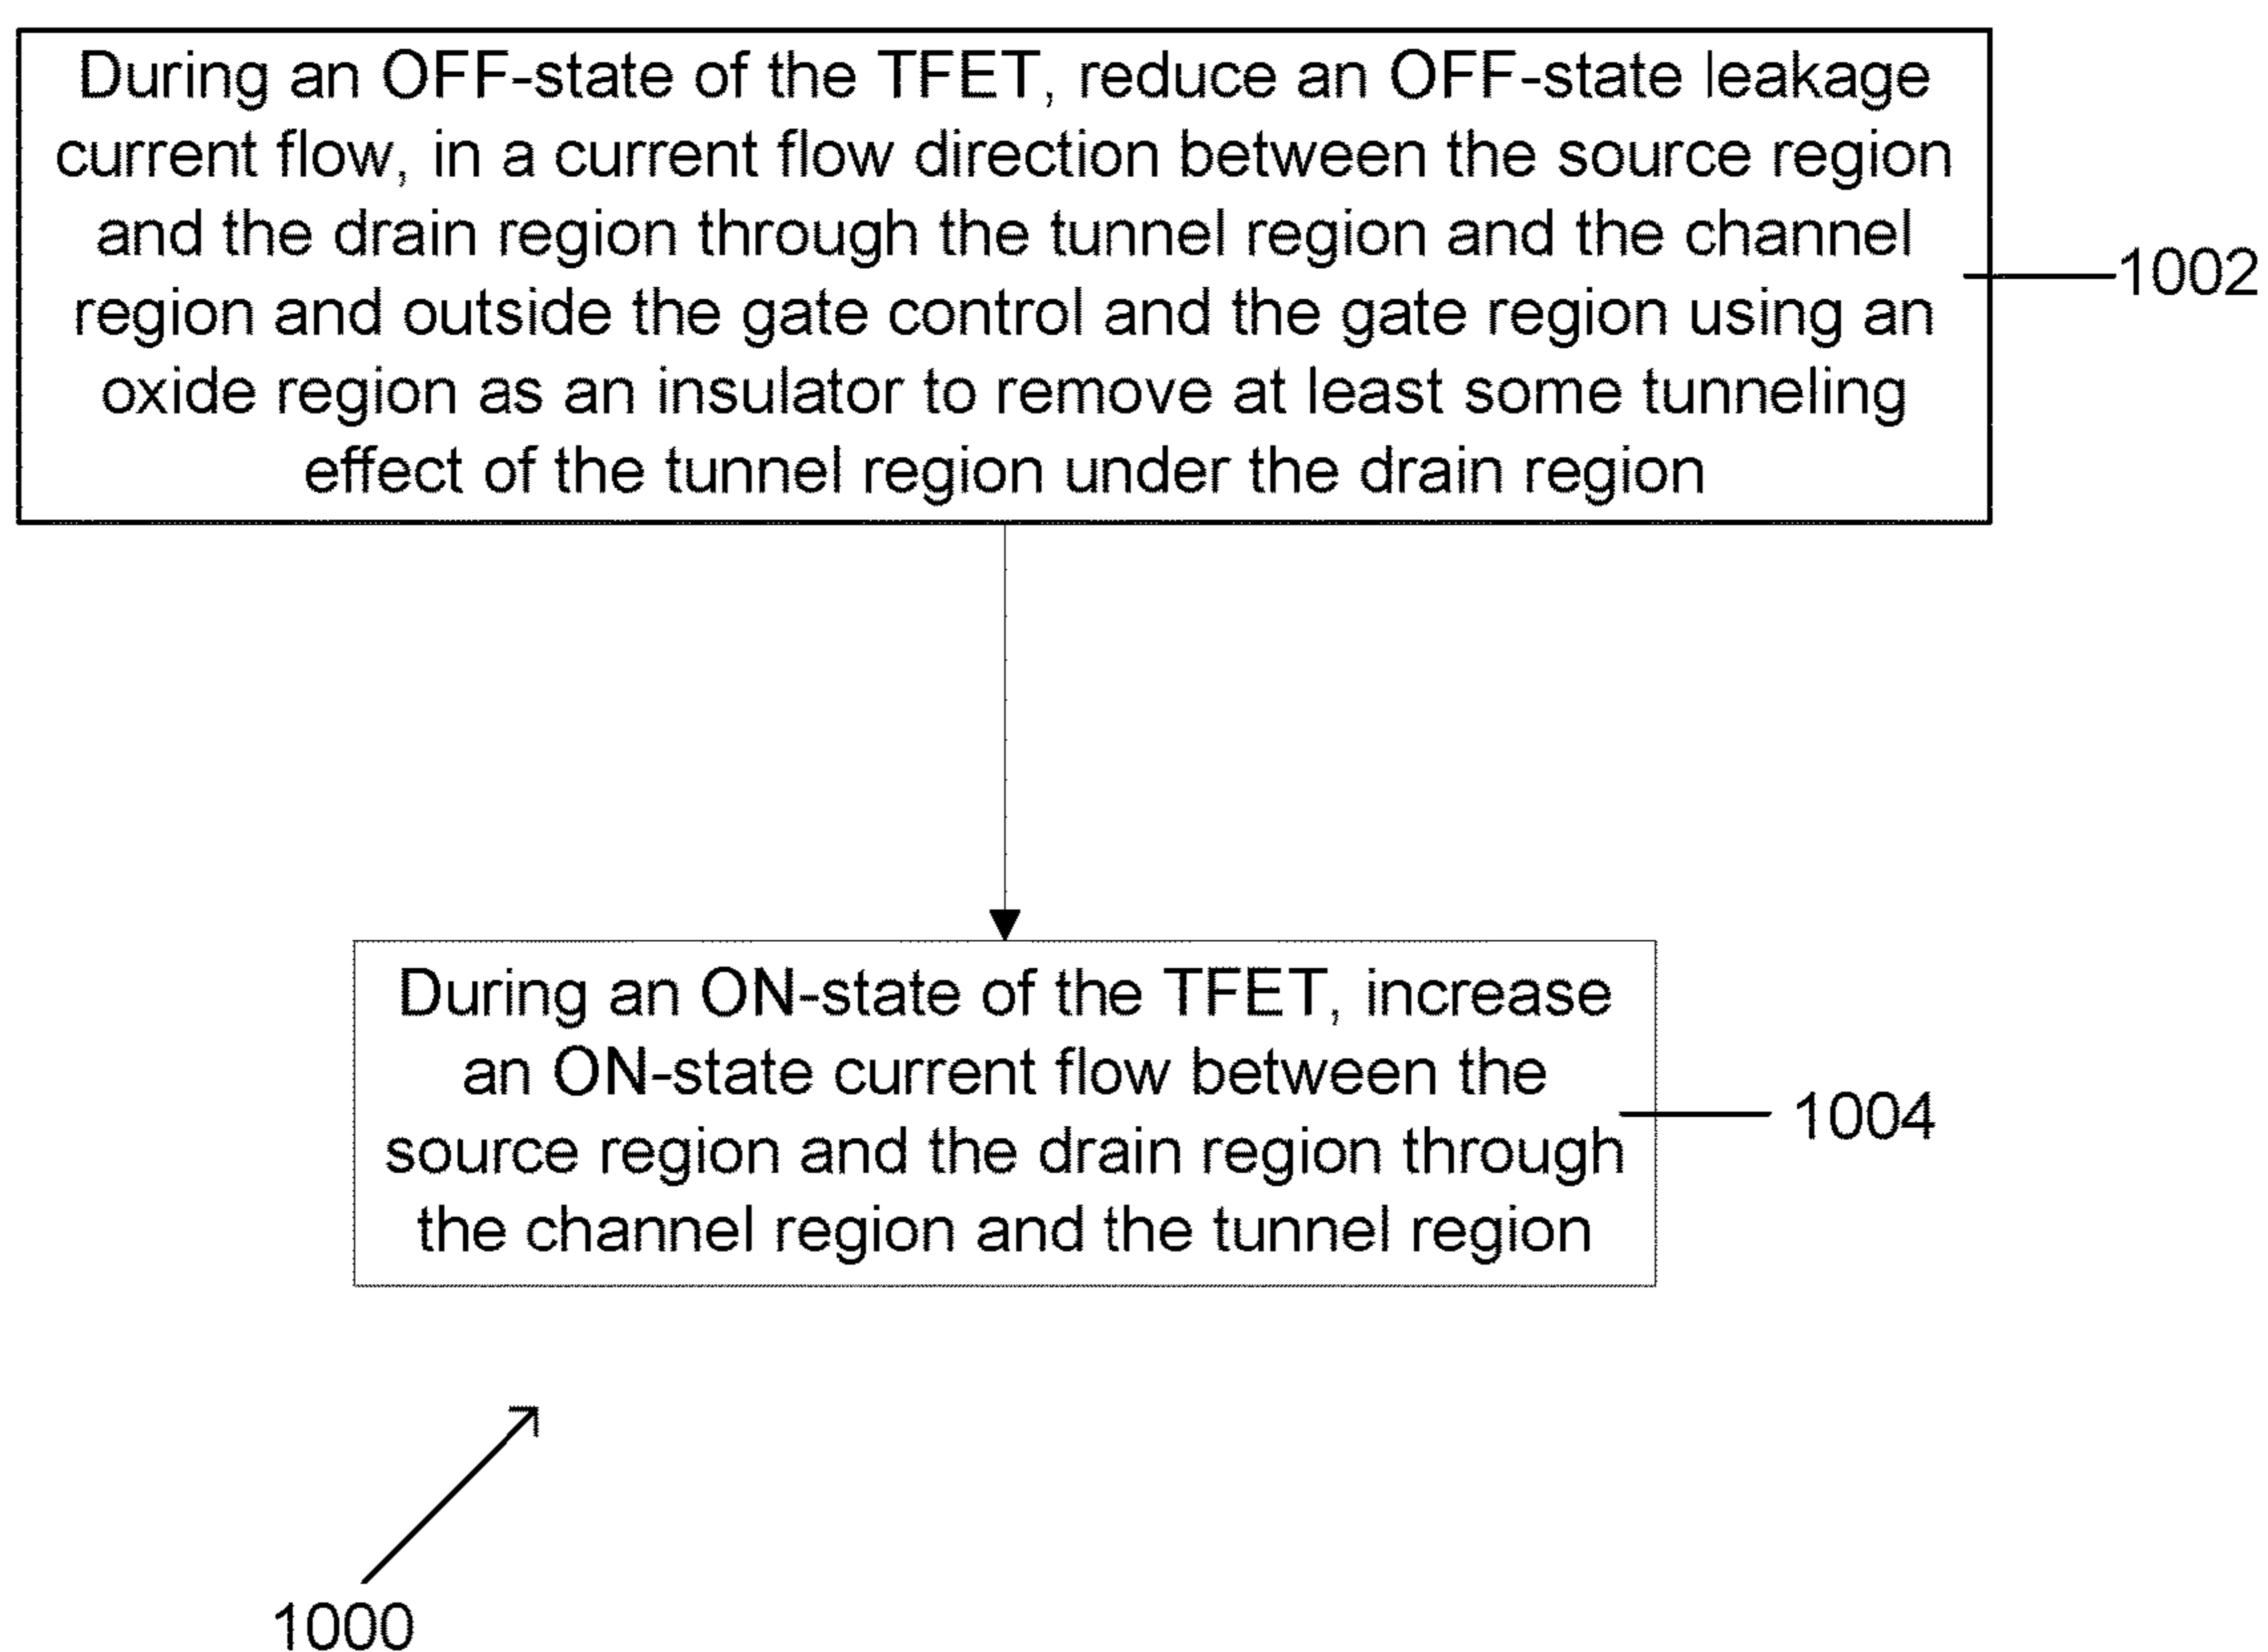 During an OFF-state of the TFET, reduce an OFF-state leakage
current flow, in a current flow direction between the source region
and the drain region through the tunnel region and the channel
region and outside the gate control and the gate region using an
oxide region as an insulator to remove at least some tunneling
effect of the tunnel region under the drain region
1002
During an ON-state of the TFET, increase
an ON-state current flow between the
source region and the drain region through
the channel region and the tunnel region
1004
1000